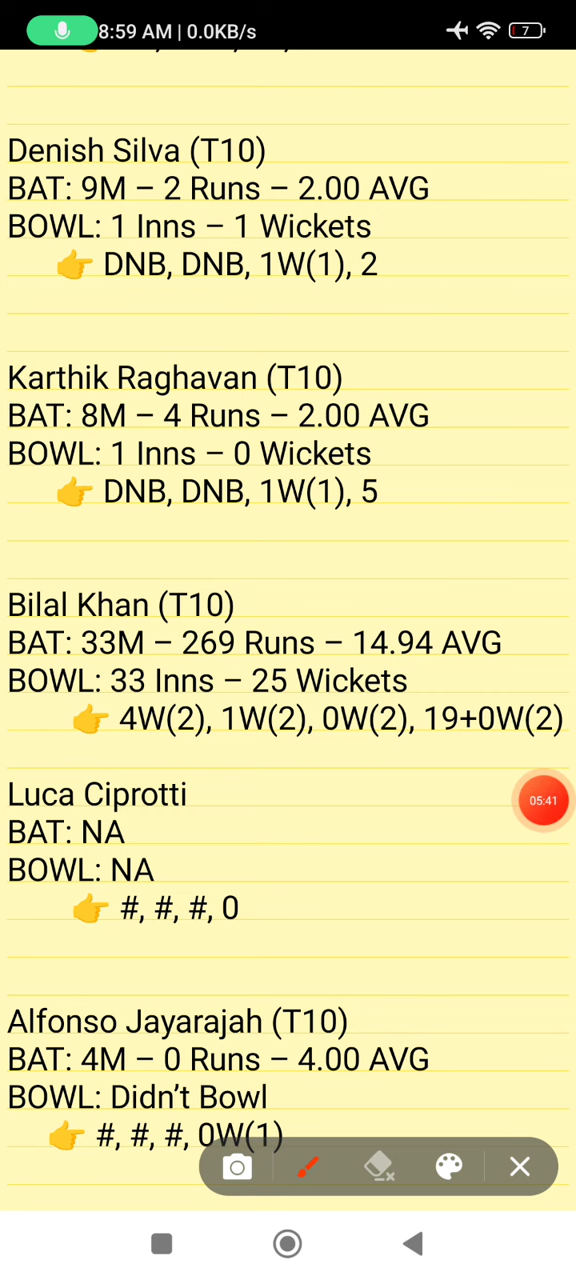 8:59 AM | 0.0KB/s
7
Denish Silva (T10)
BAT: 9M – 2 Runs – 2.00 AVG
BOWL: 1 Inns – 1 Wickets
👉 DNB, DNB, 1W(1), 2
Karthik Raghavan (T10)
BAT: 8M – 4 Runs – 2.00 AVG
BOWL: 1 Inns – 0 Wickets
👉 DNB, DNB, 1W(1), 5
Bilal Khan (T10)
BAT: 33M – 269 Runs – 14.94 AVG
BOWL: 33 Inns – 25 Wickets
👉 4W(2), 1W(2), 0W(2), 19+0W(2)
Luca Ciprotti
05:41
BAT: NA
BOWL: NA
👉 #, #, #, 0
Alfonso Jayarajah (T10)
BAT: 4M – 0 Runs – 4.00 AVG
BOWL: Didn’t Bowl
👉 #, #, #, 0W(1)